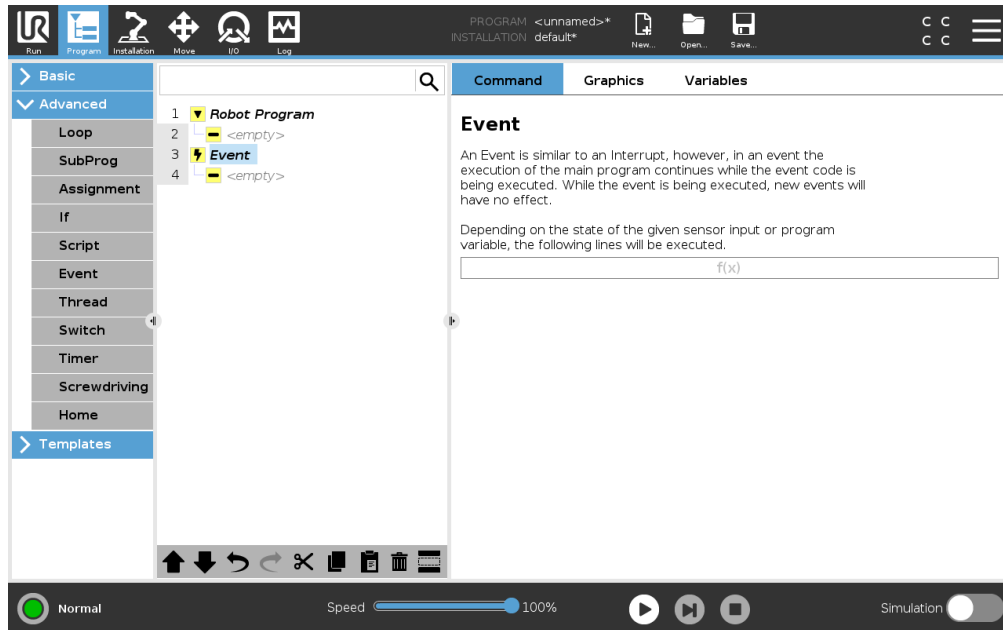 PROGRAM <unnamed>*
INSTALLATION default*
Run
Program
Installation
Move
I/O
Log
New...
Open...
Save...
C C
C C
Basic
Advanced
Loop
SubProg
Assignment
If
Script
Event
Thread
Switch
Timer
Screwdriving
Home
Templates
1 Robot Program
2 <empty>
3 Event
4 <empty>
Command Graphics Variables
Event
An Event is similar to an Interrupt, however, in an event the
execution of the main program continues while the event code is
being executed. While the event is being executed, new events will
have no effect.
Depending on the state of the given sensor input or program
variable, the following lines will be executed.
f(x)
Normal
Speed 100%
Simulation